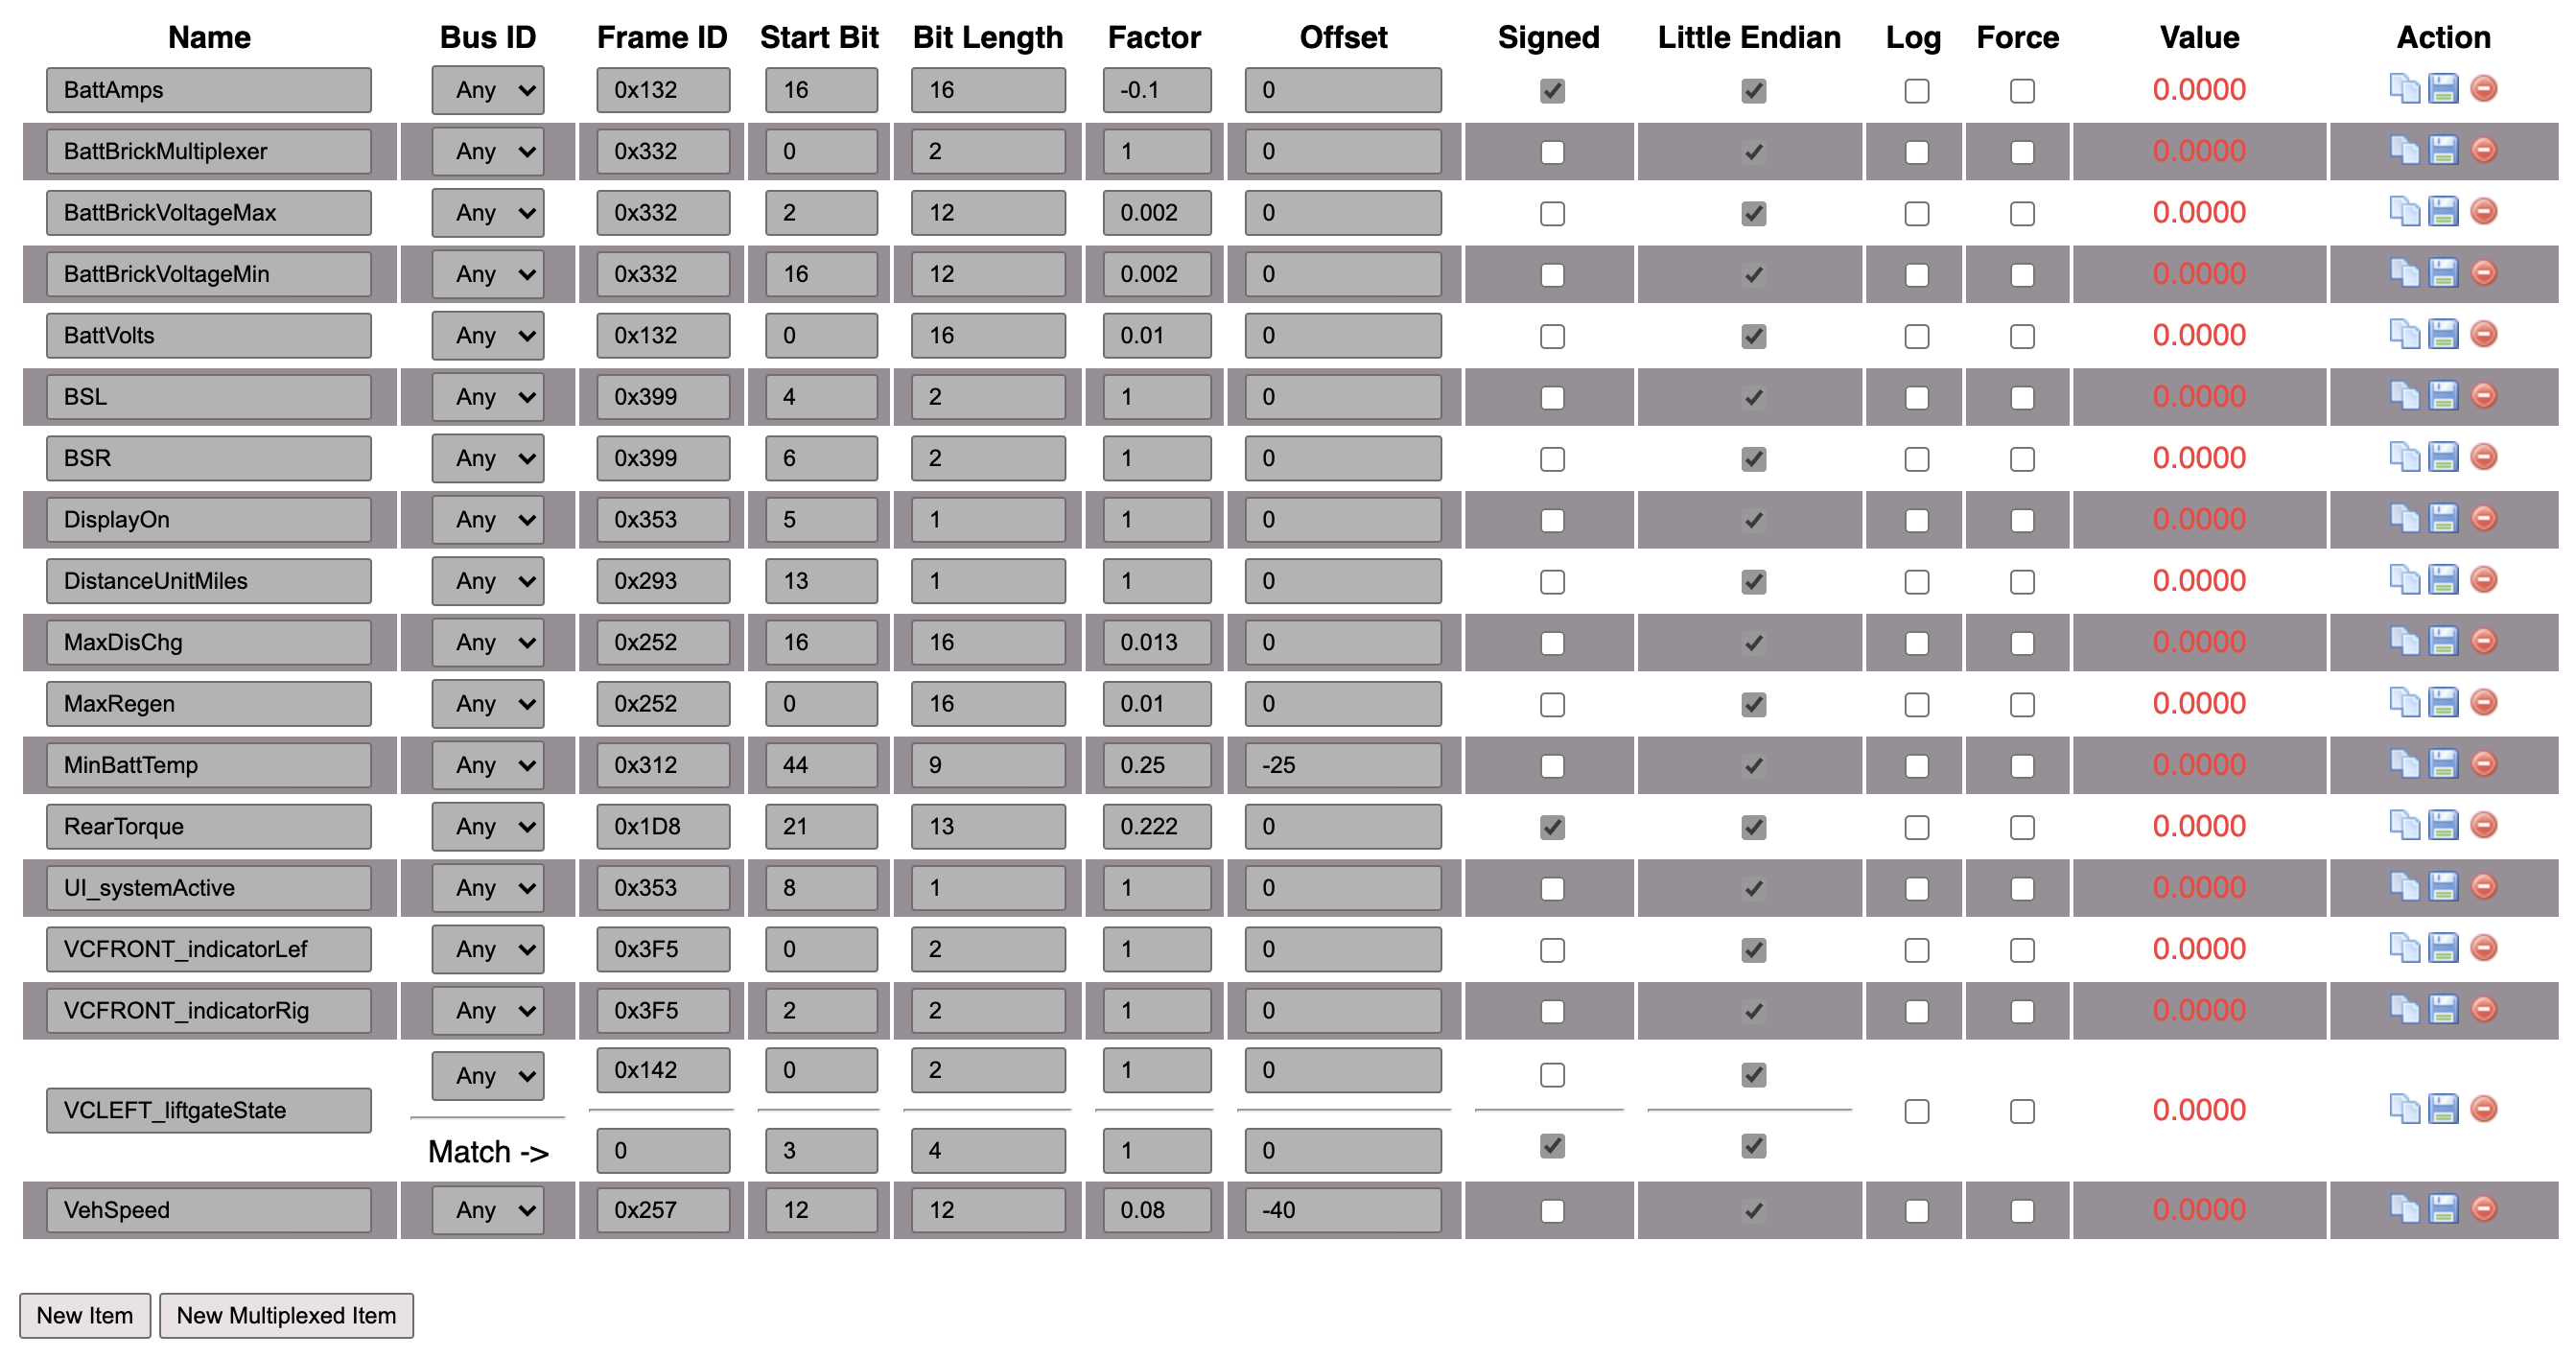 Name Bus ID Frame ID Start Bit Bit Length Factor Offset Signed Little Endian Log Force Value Action
BattAmps Any 0x132 16 16 -0.1 0 0.0000
BattBrickMultiplexer Any 0x332 0 2 1 0 0.0000
BattBrickVoltageMax Any 0x332 2 12 0.002 0 0.0000
BattBrickVoltageMin Any 0x332 16 12 0.002 0 0.0000
BattVolts Any 0x132 0 16 0.01 0 0.0000
BSL Any 0x399 4 2 1 0 0.0000
BSR Any 0x399 6 2 1 0 0.0000
DisplayOn Any 0x353 5 1 1 0 0.0000
DistanceUnitMiles Any 0x293 13 1 1 0 0.0000
MaxDisChg Any 0x252 16 16 0.013 0 0.0000
MaxRegen Any 0x252 0 16 0.01 0 0.0000
MinBattTemp Any 0x312 44 9 0.25 -25 0.0000
RearTorque Any 0x1D8 21 13 0.222 0 0.0000
UI_systemActive Any 0x353 8 1 1 0 0.0000
VCFRONT_indicatorLef Any 0x3F5 0 2 1 0 0.0000
VCFRONT_indicatorRig Any 0x3F5 2 2 1 0 0.0000
Any 0x142 0 2 1 0
VCLEFT_liftgateState 0.0000
Match -> 0 3 4 1 0
VehSpeed Any 0x257 12 12 0.08 -40 0.0000
New Item New Multiplexed Item